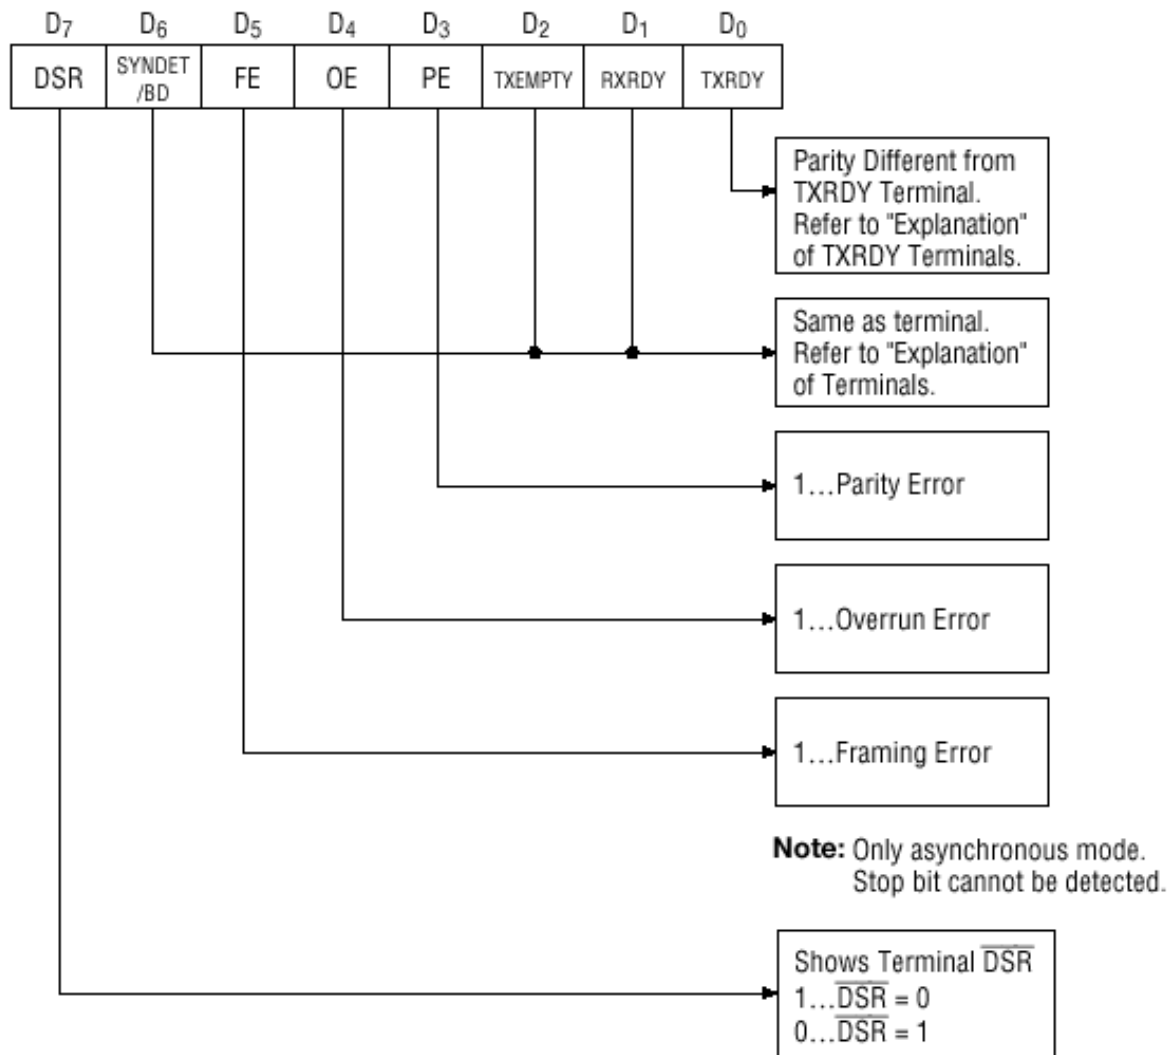 D7 D6 D5 D4 D3 D2 D1 D0
DSR SYNDET/BD FE OE PE TXEMPTY RXRDY TXRDY
Parity Different from
TXRDY Terminal.
Refer to "Explanation"
of TXRDY Terminals.
Same as terminal.
Refer to "Explanation"
of Terminals.
1...Parity Error
1...Overrun Error
1...Framing Error
Note: Only asynchronous mode.
Stop bit cannot be detected.
Shows Terminal D̅S̅R̅
1...D̅S̅R̅ = 0
0...D̅S̅R̅ = 1